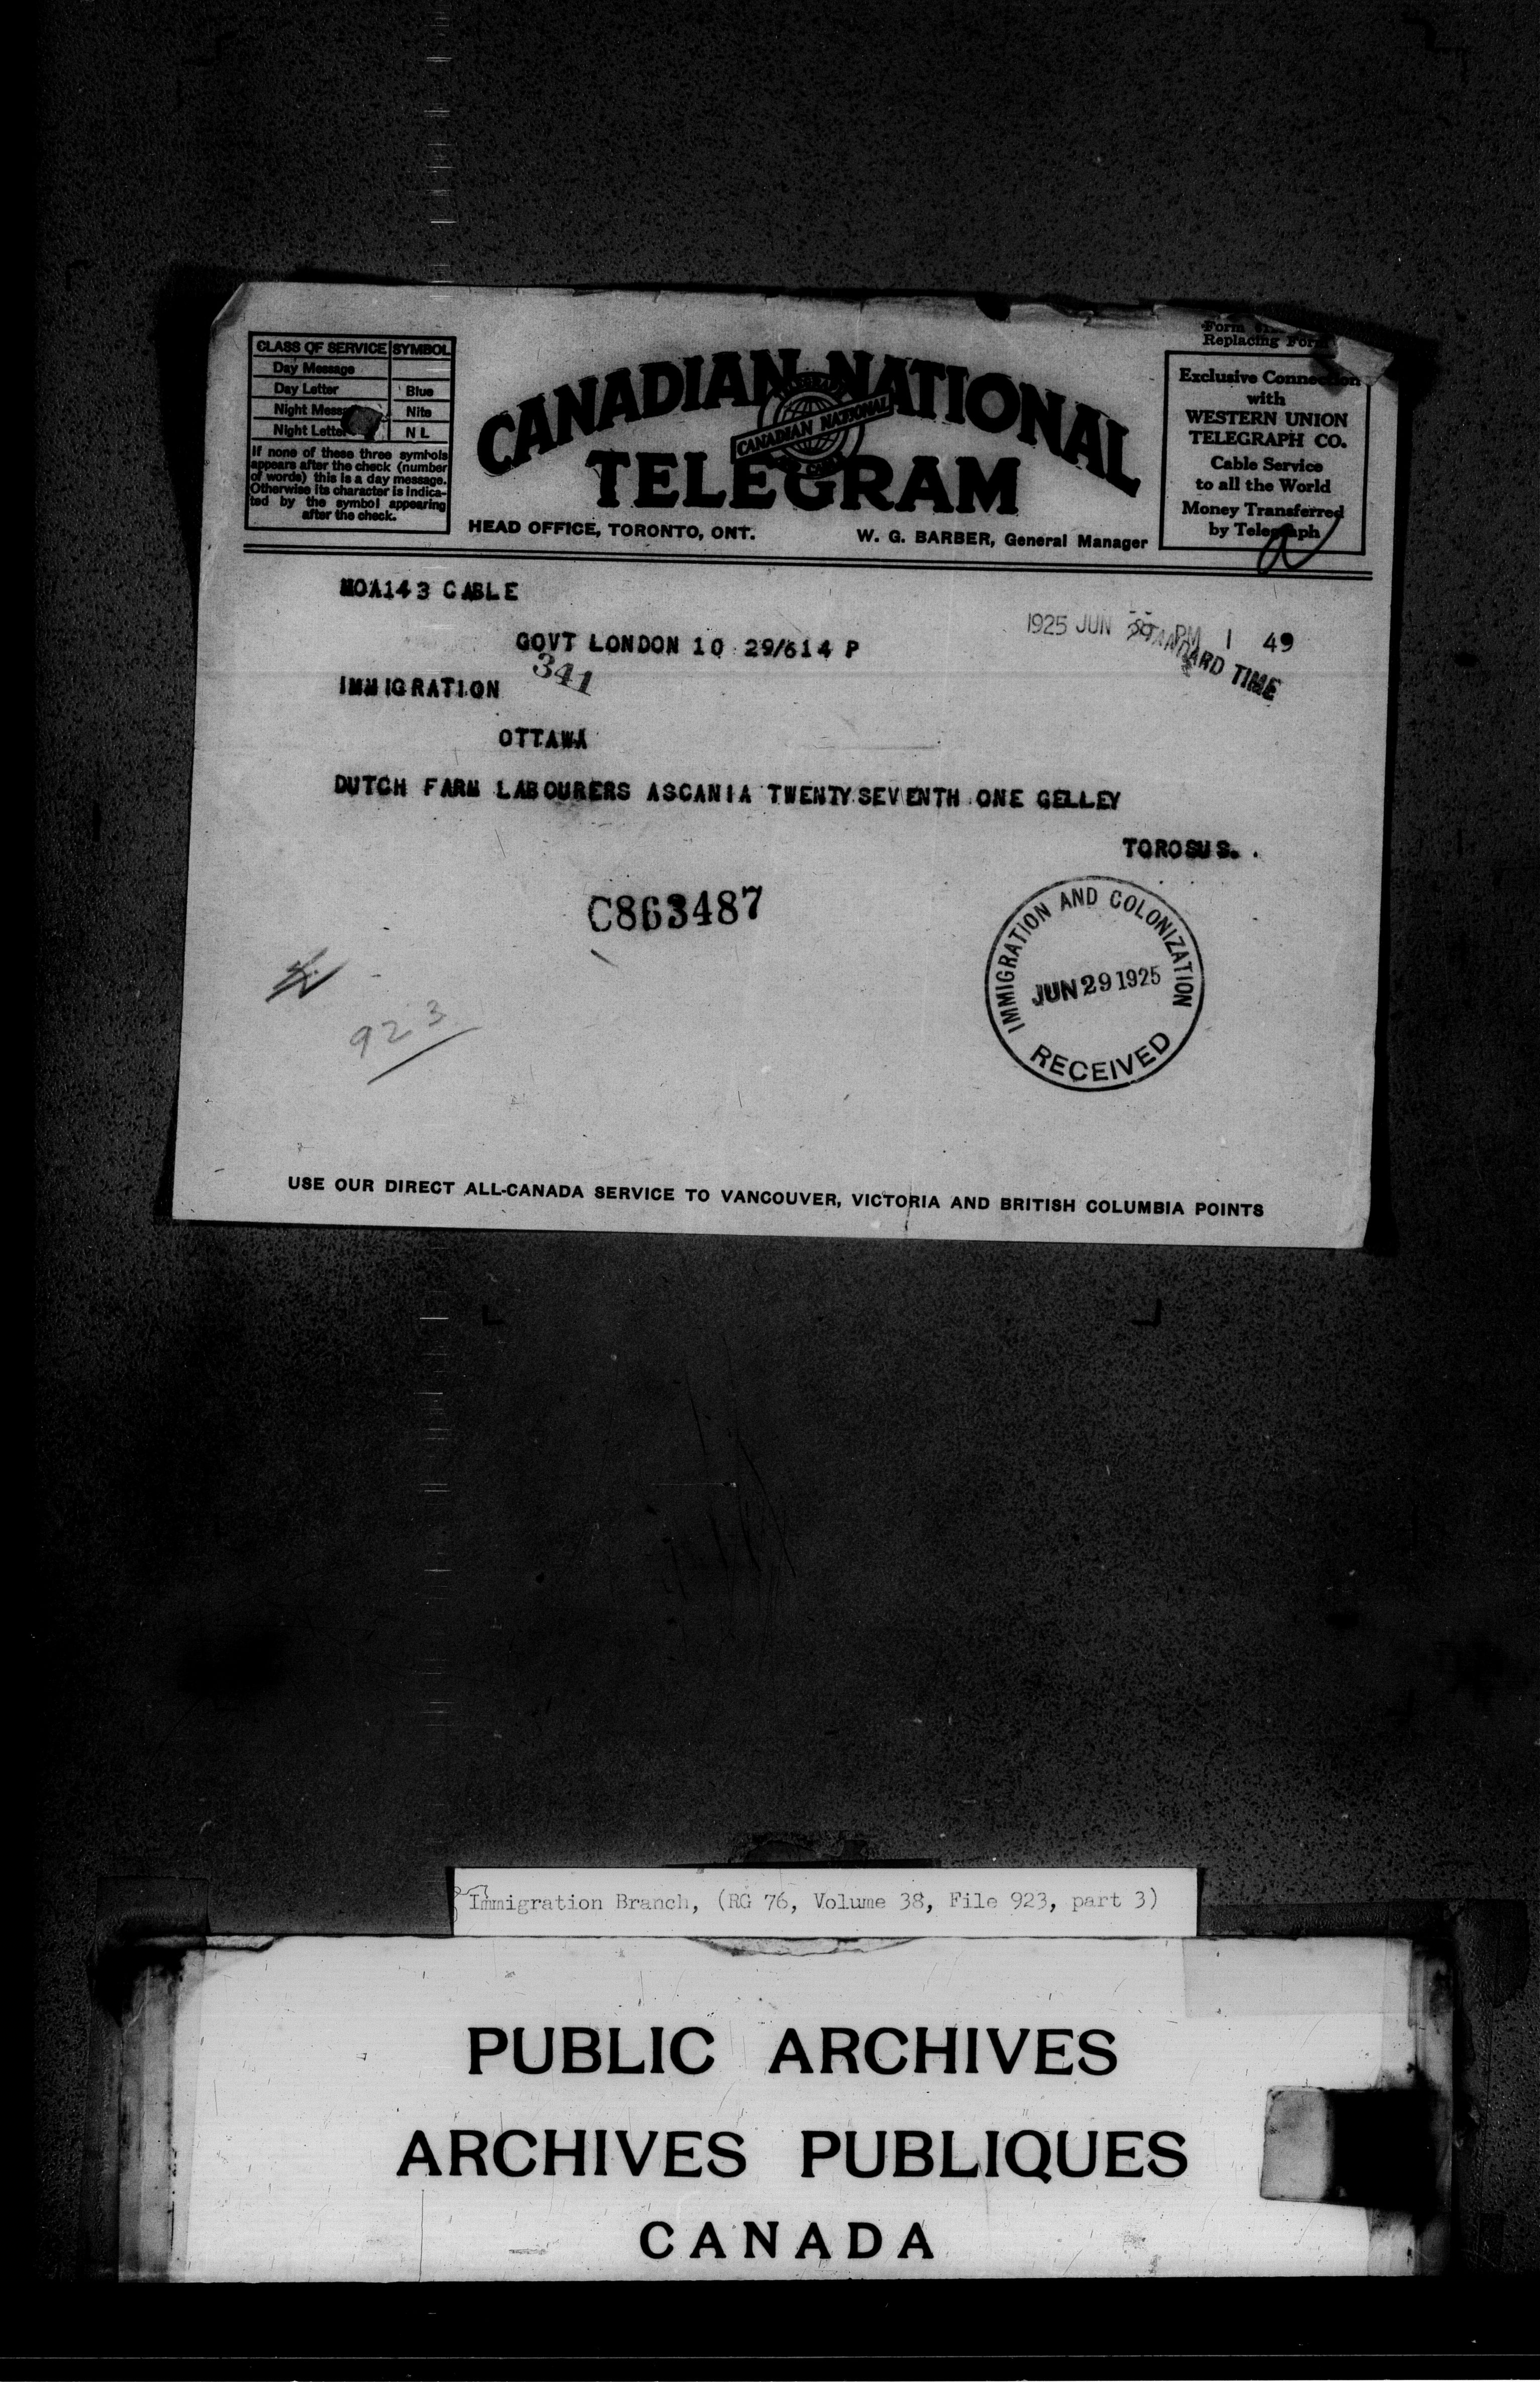 Form
Replacing
CLASS OF SERVICE SYMBOL
Day Message
Day Letter Blue
Night Nite
Night Letter N L
If none of these three symbols
appears after the check (number
of words) this is a day message.
Otherwise its character is indica-
ted by the symbol appearing
after the check.
CANADIAN NATIONAL
TELEGRAM
CANADIAN NATIONAL
HEAD OFFICE, TORONTO, ONT. W. G. BARBER, General Manager
Exclusive Connection
with
WESTERN UNION
TELEGRAPH CO.
Cable Service
to all the World
Money Transferred
by Telegraph
MOA143 CABLE
1925 JUN PM 1 49
STANDARD TIME
GOVT LONDON 10 29/614 P
341
IMMIGRATION
OTTAWA
DUTCH FARM LABOURERS ASCANIA TWENTYSEVENTH ONE GELLEY
TOROSUS. .
C863487
IMMIGRATION AND COLONIZATION
JUN 29 1925
RECEIVED
923
USE OUR DIRECT ALL-CANADA SERVICE TO VANCOUVER, VICTORIA AND BRITISH COLUMBIA POINTS
Immigration Branch, (RG 76, Volume 38, File 923, part 3)
PUBLIC ARCHIVES
ARCHIVES PUBLIQUES
CANADA